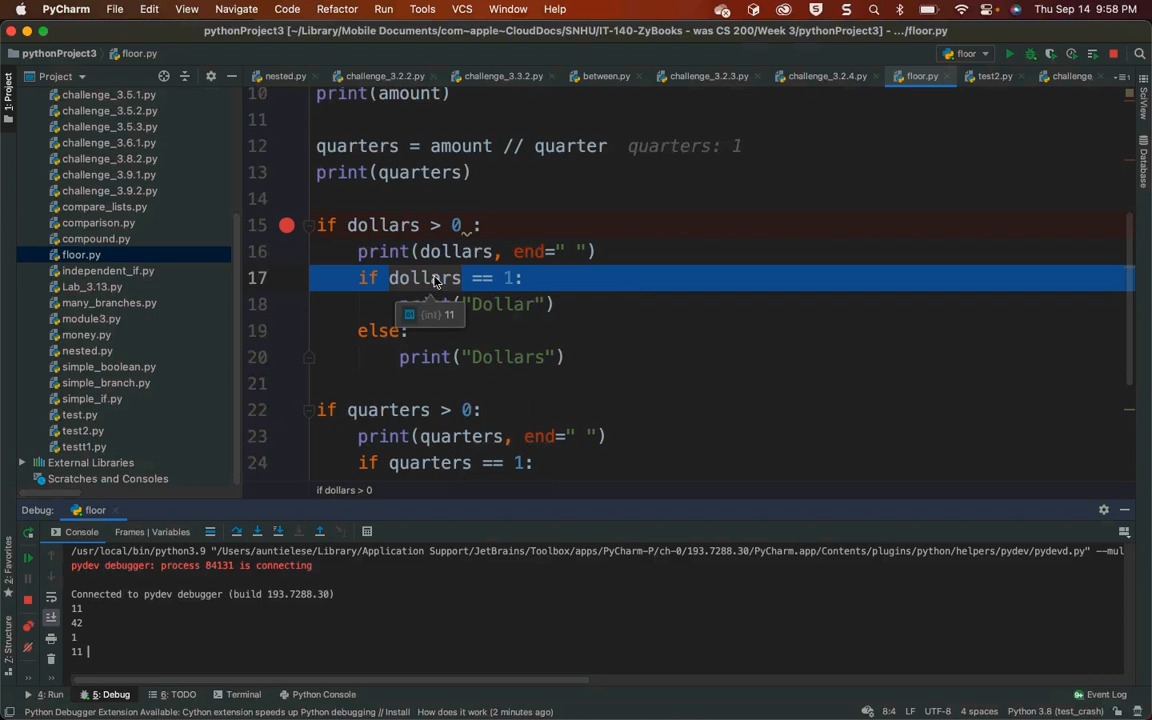 PyCharm File Edit View Navigate Code Refactor Run Tools VCS Window Help Thu Sep 14 9:58 PM
pythonProject3 [~/Library/Mobile Documents/com~apple~CloudDocs/SNHU/IT-140-ZyBooks - was CS 200/Week 3/pythonProject3] - .../floor.py
pythonProject3 floor.py floor
Project nested.py challenge_3.2.2.py challenge_3.3.2.py between.py challenge_3.2.3.py challenge_3.2.4.py floor.py test2.py challenge_
1: Project
SciView
Database
challenge_3.5.1.py
challenge_3.5.2.py
challenge_3.5.3.py
challenge_3.6.1.py
challenge_3.8.2.py
challenge_3.9.1.py
challenge_3.9.2.py
compare_lists.py
comparison.py
compound.py
floor.py
independent_if.py
Lab_3.13.py
many_branches.py
module3.py
money.py
nested.py
simple_boolean.py
simple_branch.py
simple_if.py
test.py
test2.py
testt1.py
External Libraries
Scratches and Consoles
10 print(amount)
11
12 quarters = amount // quarter quarters: 1
13 print(quarters)
14
15 if dollars > 0 :
16 print(dollars, end=" ")
17 if dollars == 1:
18 print("Dollar")
{int} 11
19 else:
20 print("Dollars")
21
22 if quarters > 0:
23 print(quarters, end=" ")
24 if quarters == 1:
if dollars > 0
Debug: floor
Console Frames | Variables
2: Favorites
7: Structure
/usr/local/bin/python3.9 "/Users/auntielese/Library/Application Support/JetBrains/Toolbox/apps/PyCharm-P/ch-0/193.7288.30/PyCharm.app/Contents/plugins/python/helpers/pydev/pydevd.py" --mul
pydev debugger: process 84131 is connecting
Connected to pydev debugger (build 193.7288.30)
11
42
1
11
4: Run 5: Debug 6: TODO Terminal Python Console Event Log
Python Debugger Extension Available: Cython extension speeds up Python debugging // Install How does it work (2 minutes ago) 8:4 LF UTF-8 4 spaces Python 3.8 (test_crash)